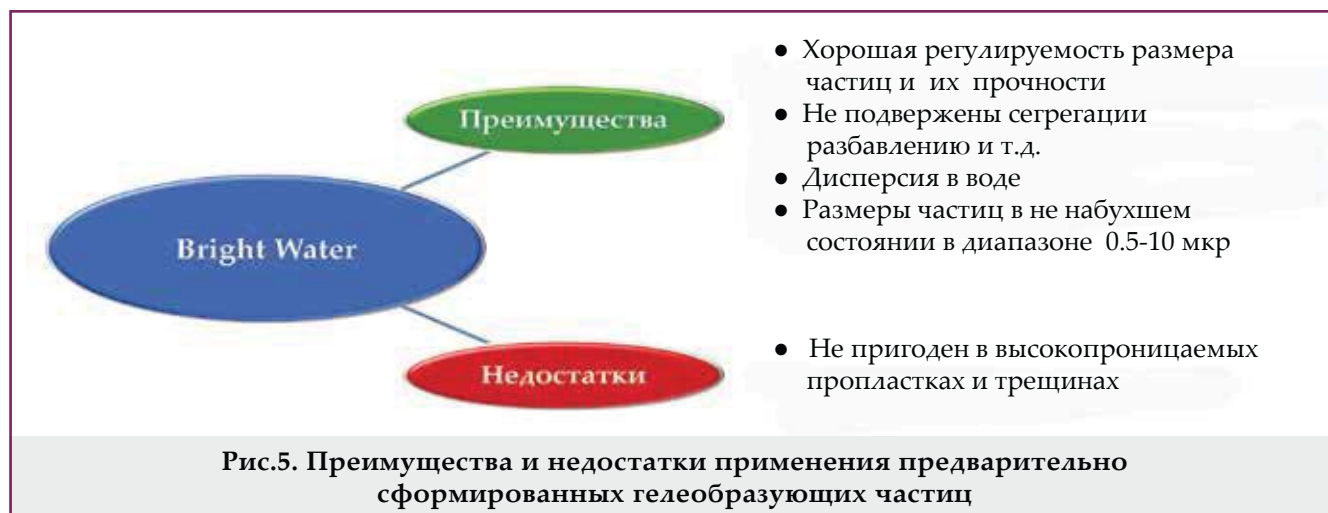 Bright Water
Преимущества
● Хорошая регулируемость размера
частиц и их прочности
● Не подвержены сегрегации
разбавлению и т.д.
● Дисперсия в воде
● Размеры частиц в не набухшем
состоянии в диапазоне 0.5-10 мкр
Недостатки
● Не пригоден в высокопроницаемых
пропластках и трещинах
Рис.5. Преимущества и недостатки применения предварительно
сформированных гелеобразующих частиц